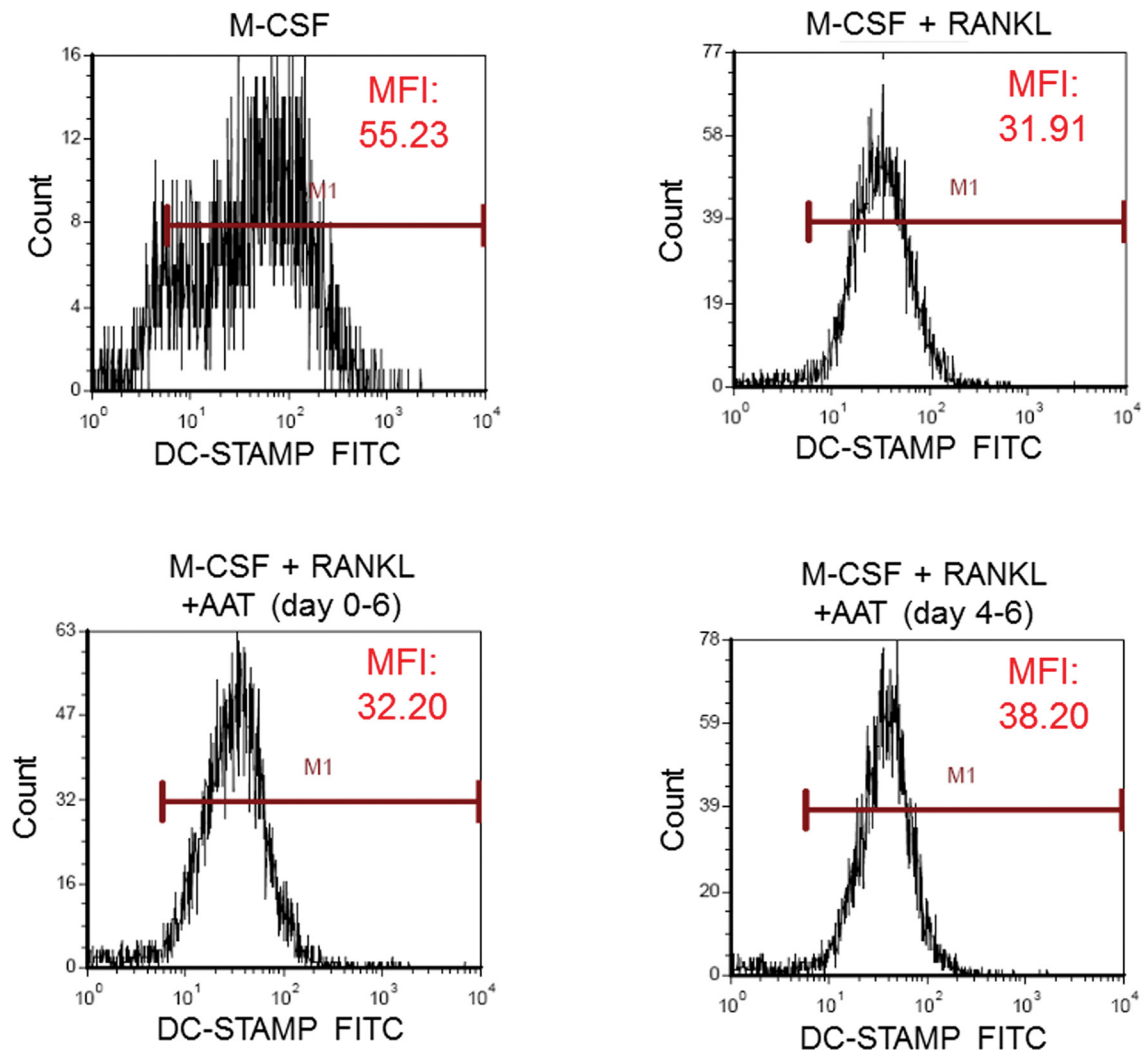 M-CSF
16
12
8
4
0
MFI:
55.23
M1
Count
10^0 10^1 10^2 10^3 10^4
DC-STAMP FITC
M-CSF + RANKL
77
58
39
19
0
MFI:
31.91
M1
Count
10^0 10^1 10^2 10^3 10^4
DC-STAMP FITC
M-CSF + RANKL
+AAT (day 0-6)
63
47
32
16
0
MFI:
32.20
M1
Count
10^0 10^1 10^2 10^3 10^4
DC-STAMP FITC
M-CSF + RANKL
+AAT (day 4-6)
78
59
39
20
0
MFI:
38.20
M1
Count
10^0 10^1 10^2 10^3 10^4
DC-STAMP FITC